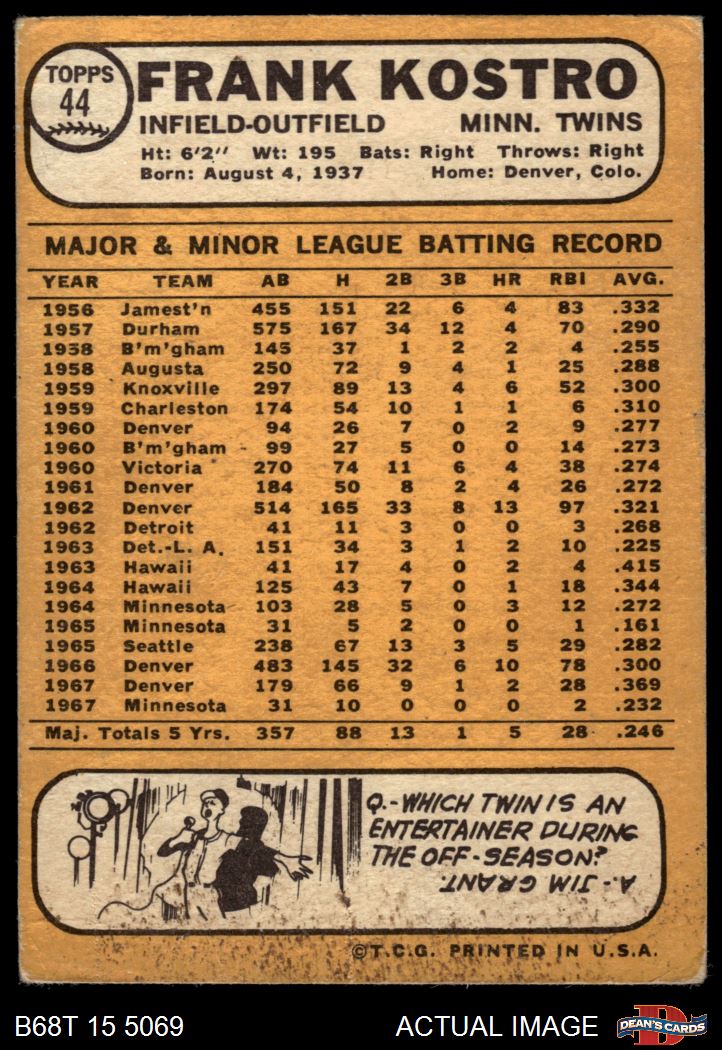 TOPPS
44
FRANK KOSTRO
INFIELD-OUTFIELD MINN. TWINS
Ht: 6'2" Wt: 195 Bats: Right Throws: Right
Born: August 4, 1937 Home: Denver, Colo.
MAJOR & MINOR LEAGUE BATTING RECORD
YEAR TEAM AB H 2B 3B HR RBI AVG.
1956 Jamest'n 455 151 22 6 4 83 .332
1957 Durham 575 167 34 12 4 70 .290
1958 B'm'gham 145 37 1 2 2 4 .255
1958 Augusta 250 72 9 4 1 25 .288
1959 Knoxville 297 89 13 4 6 52 .300
1959 Charleston 174 54 10 1 1 6 .310
1960 Denver 94 26 7 0 2 9 .277
1960 B'm'gham 99 27 5 0 0 14 .273
1960 Victoria 270 74 11 6 4 38 .274
1961 Denver 184 50 8 2 4 26 .272
1962 Denver 514 165 33 8 13 97 .321
1962 Detroit 41 11 3 0 0 3 .268
1963 Det.-L. A. 151 34 3 1 2 10 .225
1963 Hawaii 41 17 4 0 2 4 .415
1964 Hawaii 125 43 7 0 1 18 .344
1964 Minnesota 103 28 5 0 3 12 .272
1965 Minnesota 31 5 2 0 0 1 .161
1965 Seattle 238 67 13 3 5 29 .282
1966 Denver 483 145 32 6 10 78 .300
1967 Denver 179 66 9 1 2 28 .369
1967 Minnesota 31 10 0 0 0 2 .232
Maj. Totals 5 Yrs. 357 88 13 1 5 28 .246
Q.-WHICH TWIN IS AN
ENTERTAINER DURING
THE OFF-SEASON?
A.-JIM GRANT.
©T.C.G. PRINTED IN U.S.A.
B68T 15 5069 ACTUAL IMAGE
D
DEAN'S CARDS